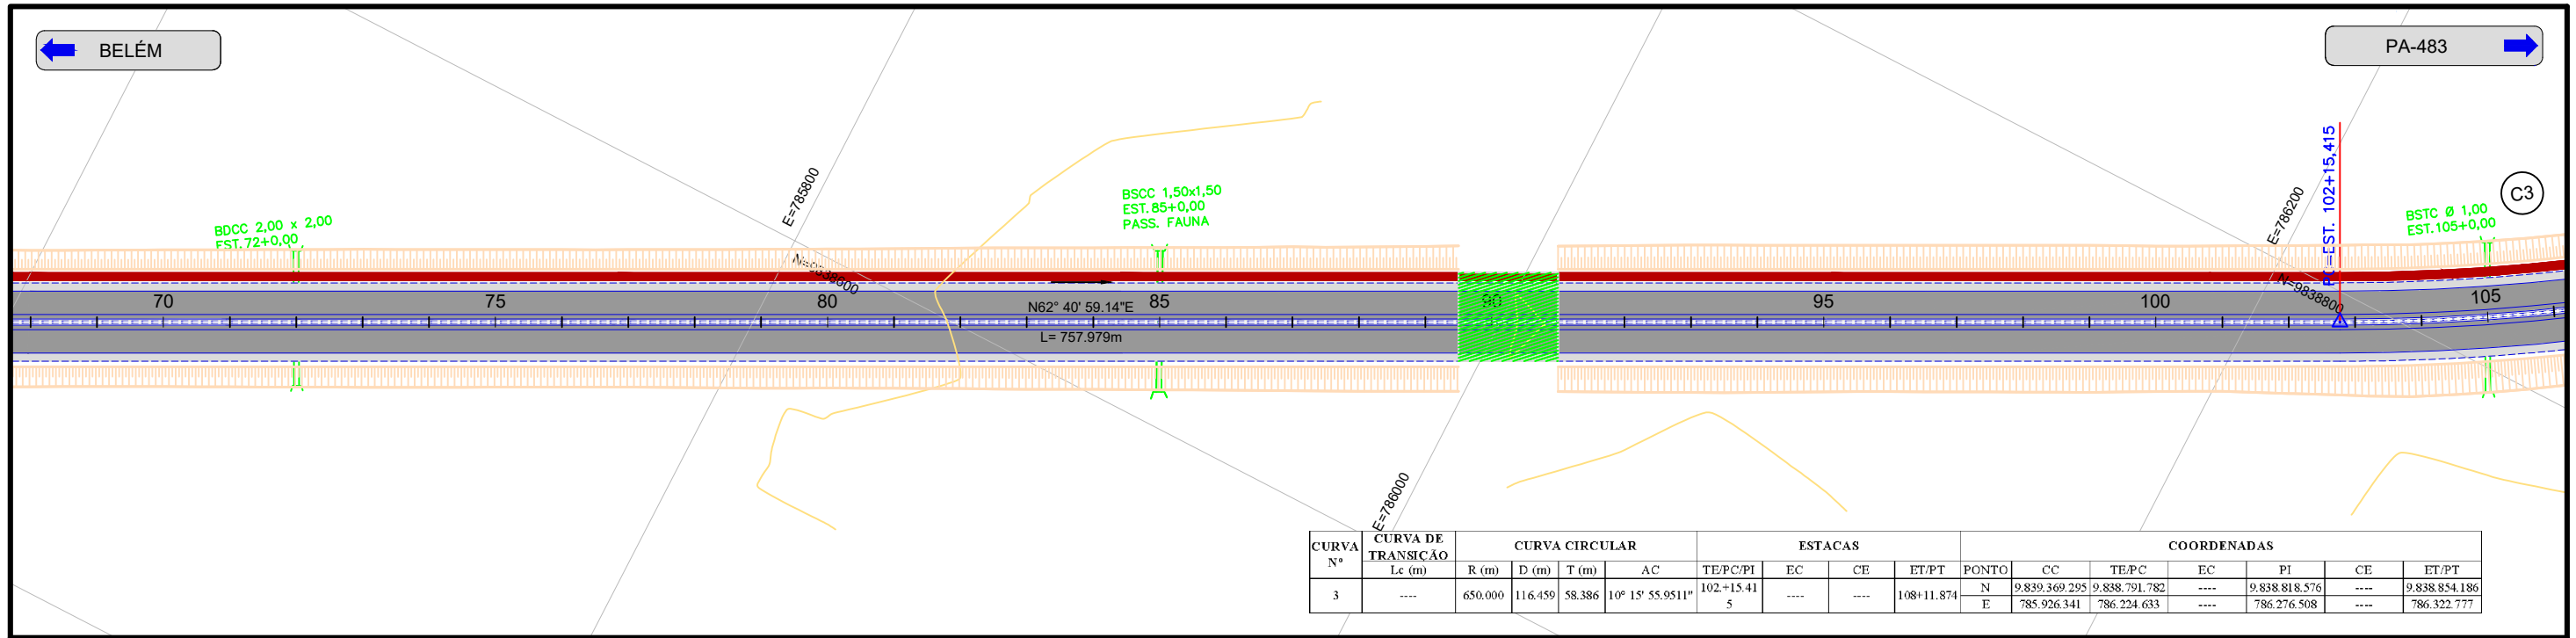 BELÉM
PA-483
E=785800
BSCC 1,50x1,50
EST.85+0,00
PASS. FAUNA
BDCC 2,00 x 2,00
EST.72+0,00
PC=EST. 102+15,415
E=786200
C3
BSTC Ø 1,00
EST.105+0,00
N=9838600
N=9838800
70
75
80
85
90
95
100
105
N62° 40' 59.14"E
L= 757.979m
E=786000
CURVA Nº CURVA DE TRANSIÇÃO CURVA CIRCULAR ESTACAS COORDENADAS
Lc (m) R (m) D (m) T (m) AC TE/PC/PI EC CE ET/PT PONTO CC TE/PC EC PI CE ET/PT
3 ---- 650.000 116.459 58.386 10° 15' 55.9511" 102.+15.415 ---- ---- 108+11.874 N 9.839.369.295 9.838.791.782 ---- 9.838.818.576 ---- 9.838.854.186
E 785.926.341 786.224.633 ---- 786.276.508 ---- 786.322.777